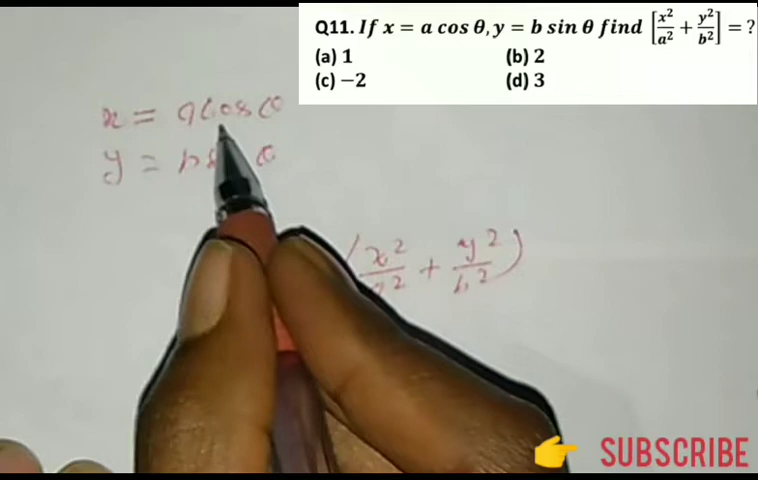 Q11. If x = a cos θ, y = b sin θ find [x²/a² + y²/b²] = ?
(a) 1 (b) 2
(c) −2 (d) 3
x = a cos θ
y = b θ
(x²/a² + y²/b²)
👉 SUBSCRIBE